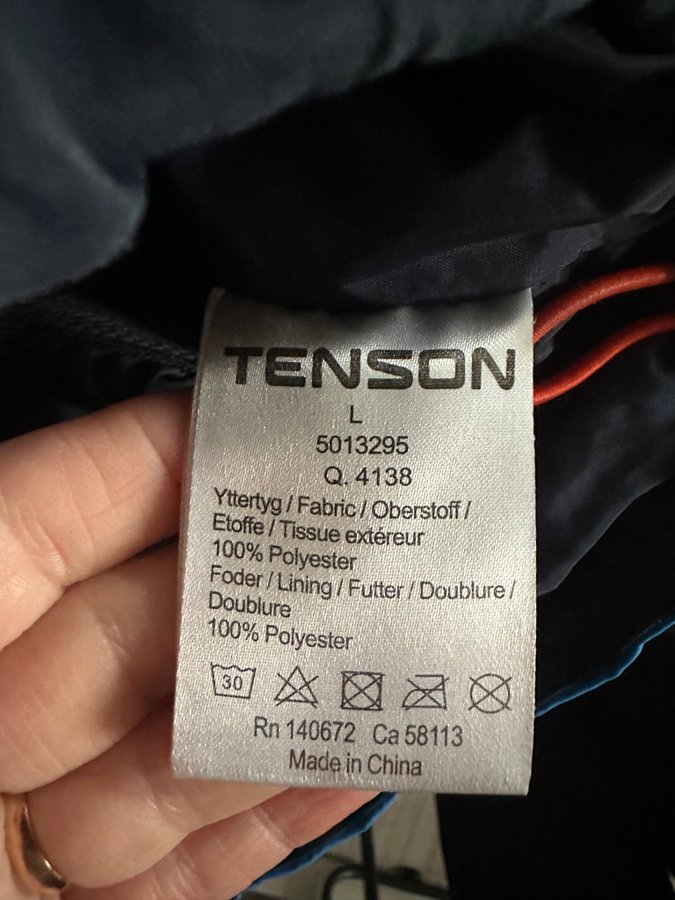 TENSON
L
5013295
Q. 4138
Yttertyg / Fabric / Oberstoff /
Etoffe / Tissue extéreur
100% Polyester
Foder / Lining / Futter / Doublure /
Doublure
100% Polyester
30
Rn 140672 Ca 58113
Made in China